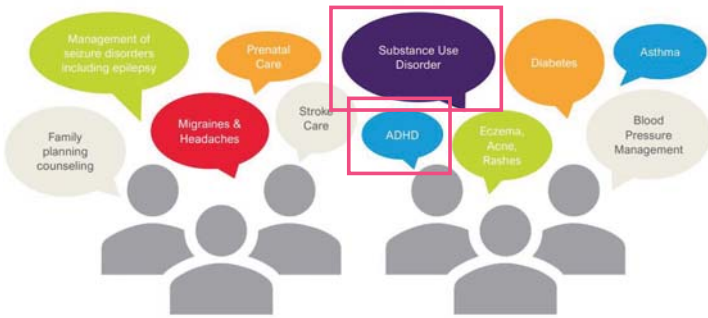 Management of
seizure disorders
including epilepsy
Prenatal
Care
Substance Use
Disorder
Diabetes
Asthma
Family
planning
counseling
Migraines &
Headaches
Stroke
Care
ADHD
Eczema,
Acne,
Rashes
Blood
Pressure
Management